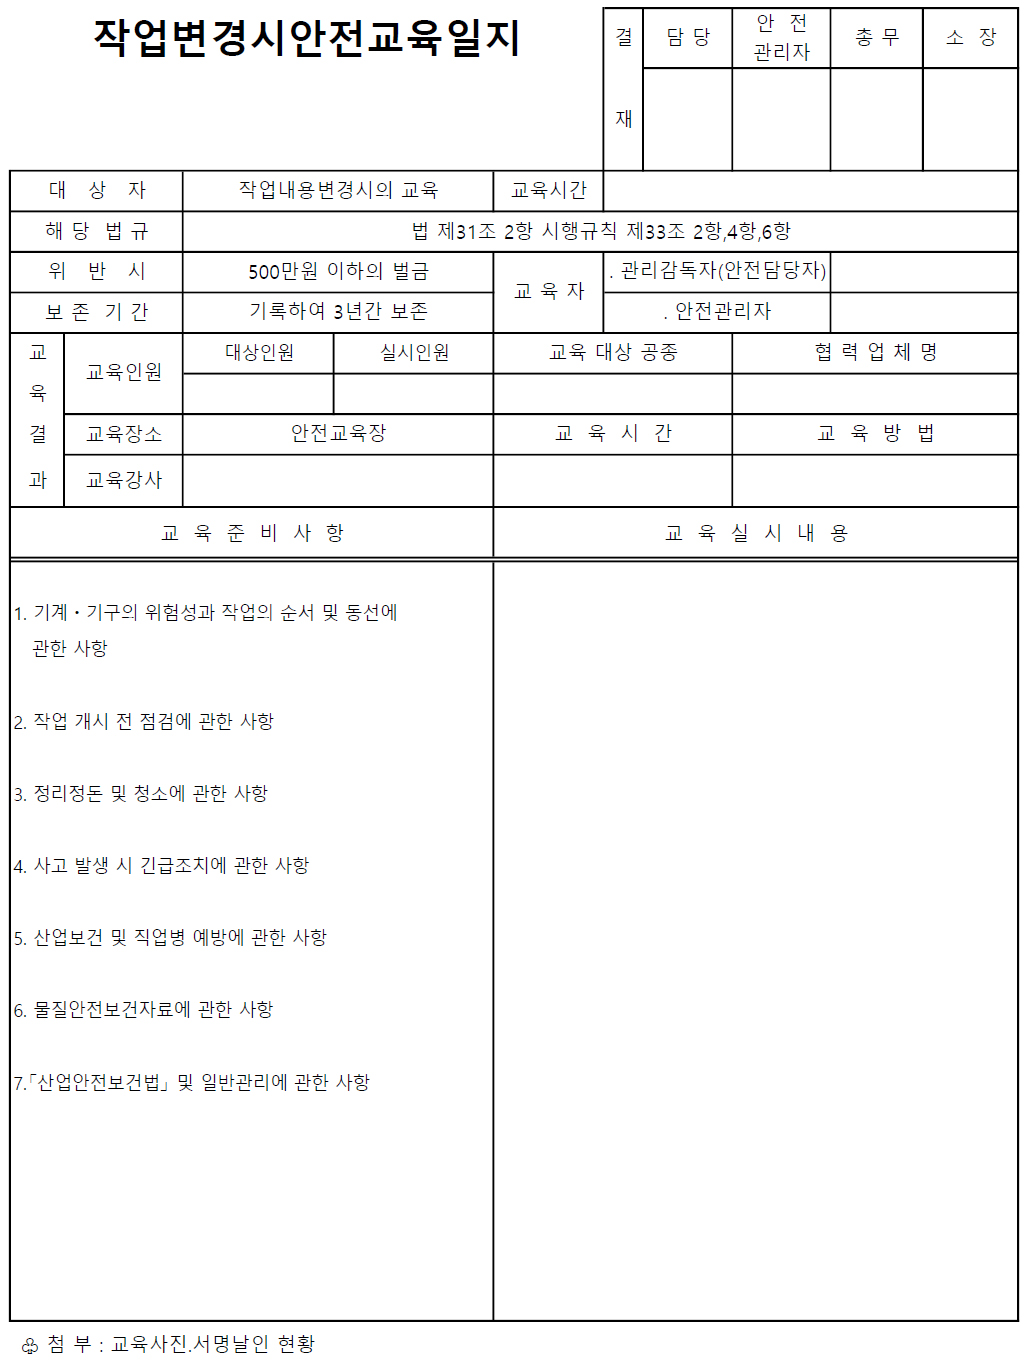 작업변경시안전교육일지
결 재
담 당
안 전 관리자
총 무
소 장
대 상 자 작업내용변경시의 교육 교육시간
해 당 법 규 법 제31조 2항 시행규칙 제33조 2항,4항,6항
위 반 시 500만원 이하의 벌금 교 육 자 . 관리감독자(안전담당자)
보 존 기 간 기록하여 3년간 보존 . 안전관리자
교 육 결 과
교육인원 대상인원 실시인원 교육 대상 공종 협 력 업 체 명
교육장소 안전교육장 교 육 시 간 교 육 방 법
교육강사
교 육 준 비 사 항 교 육 실 시 내 용
1. 기계・기구의 위험성과 작업의 순서 및 동선에
관한 사항
2. 작업 개시 전 점검에 관한 사항
3. 정리정돈 및 청소에 관한 사항
4. 사고 발생 시 긴급조치에 관한 사항
5. 산업보건 및 직업병 예방에 관한 사항
6. 물질안전보건자료에 관한 사항
7.「산업안전보건법」 및 일반관리에 관한 사항
♧ 첨 부 : 교육사진.서명날인 현황